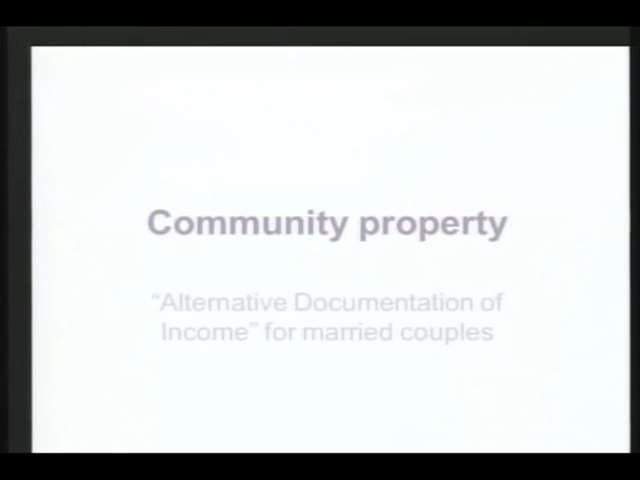 Community property
“Alternative Documentation of
Income” for married couples